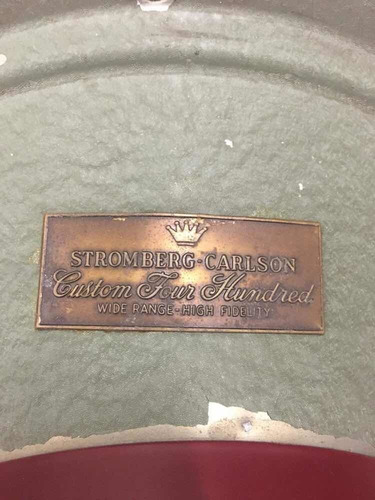 STROMBERG-CARLSON
Custom Four Hundred
WIDE RANGE-HIGH FIDELITY